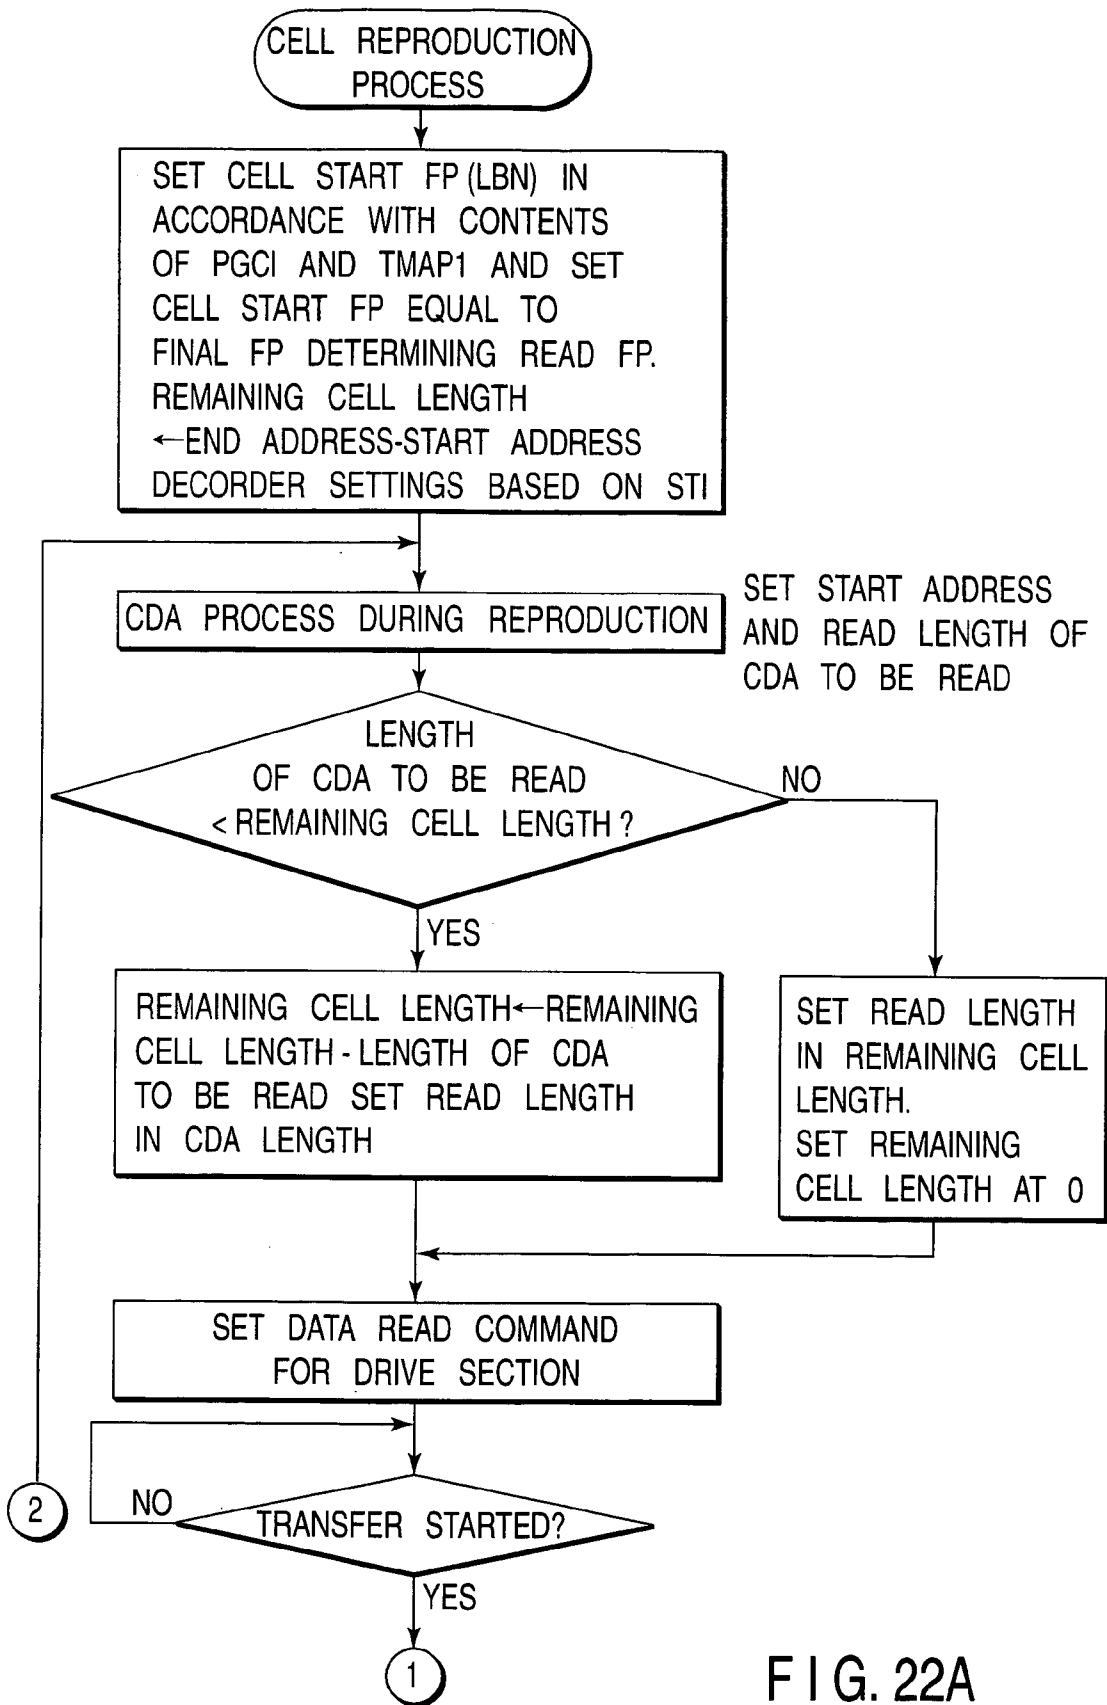 CELL REPRODUCTION
PROCESS
SET CELL START FP (LBN) IN
ACCORDANCE WITH CONTENTS
OF PGCI AND TMAP1 AND SET
CELL START FP EQUAL TO
FINAL FP DETERMINING READ FP.
REMAINING CELL LENGTH
←END ADDRESS-START ADDRESS
DECORDER SETTINGS BASED ON STI
CDA PROCESS DURING REPRODUCTION
SET START ADDRESS
AND READ LENGTH OF
CDA TO BE READ
LENGTH
OF CDA TO BE READ
< REMAINING CELL LENGTH ?
NO
YES
REMAINING CELL LENGTH←REMAINING
CELL LENGTH - LENGTH OF CDA
TO BE READ SET READ LENGTH
IN CDA LENGTH
SET READ LENGTH
IN REMAINING CELL
LENGTH.
SET REMAINING
CELL LENGTH AT 0
SET DATA READ COMMAND
FOR DRIVE SECTION
2
NO
TRANSFER STARTED?
YES
1
FIG. 22A